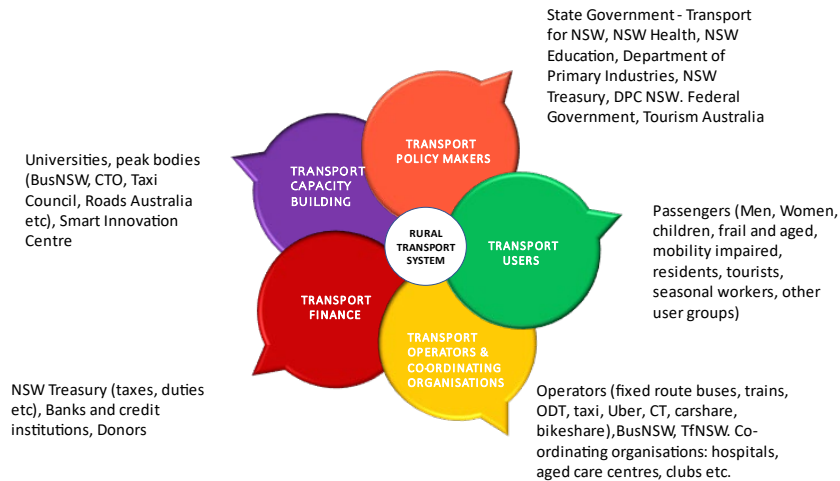 State Government - Transport
for NSW, NSW Health, NSW
Education, Department of
Primary Industries, NSW
Treasury, DPC NSW. Federal
Government, Tourism Australia
TRANSPORT
POLICY MAKERS
Universities, peak bodies
(BusNSW, CTO, Taxi
Council, Roads Australia
etc), Smart Innovation
Centre
TRANSPORT
CAPACITY
BUILDING
RURAL
TRANSPORT
SYSTEM
TRANSPORT
USERS
Passengers (Men, Women,
children, frail and aged,
mobility impaired,
residents, tourists,
seasonal workers, other
user groups)
TRANSPORT
FINANCE
TRANSPORT
OPERATORS &
CO-ORDINATING
ORGANISATIONS
NSW Treasury (taxes, duties
etc), Banks and credit
institutions, Donors
Operators (fixed route buses, trains,
ODT, taxi, Uber, CT, carshare,
bikeshare),BusNSW, TfNSW. Co-
ordinating organisations: hospitals,
aged care centres, clubs etc.